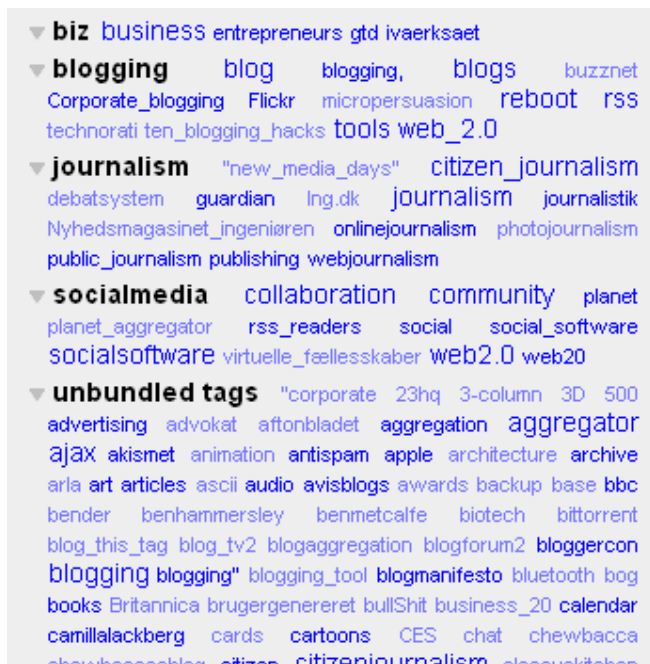 biz business entrepreneurs gtd ivaerksaet
blogging blog blogging, blogs buzznet
Corporate_blogging Flickr micropersuasion reboot rss
technorati ten_blogging_hacks tools web_2.0
journalism "new_media_days" citizen_journalism
debatsystem guardian Ing.dk journalism journalistik
Nyhedsmagasinet_ingeniøren onlinejournalism photojournalism
public_journalism publishing webjournalism
socialmedia collaboration community planet
planet_aggregator rss_readers social social_software
socialsoftware virtuelle_fællesskaber web2.0 web20
unbundled tags "corporate 23hq 3-column 3D 500
advertising advokat aftonbladet aggregation aggregator
ajax akismet animation antispam apple architecture archive
arla art articles ascii audio avisblogs awards backup base bbc
bender benhammersley benmetcalfe biotech bittorrent
blog_this_tag blog_tv2 blogaggregation blogforum2 bloggercon
blogging blogging" blogging_tool blogmanifesto bluetooth bog
books Britannica brugergenereret bullShit business_20 calendar
camillalackberg cards cartoons CES chat chewbacca
citizen citizenjournalism